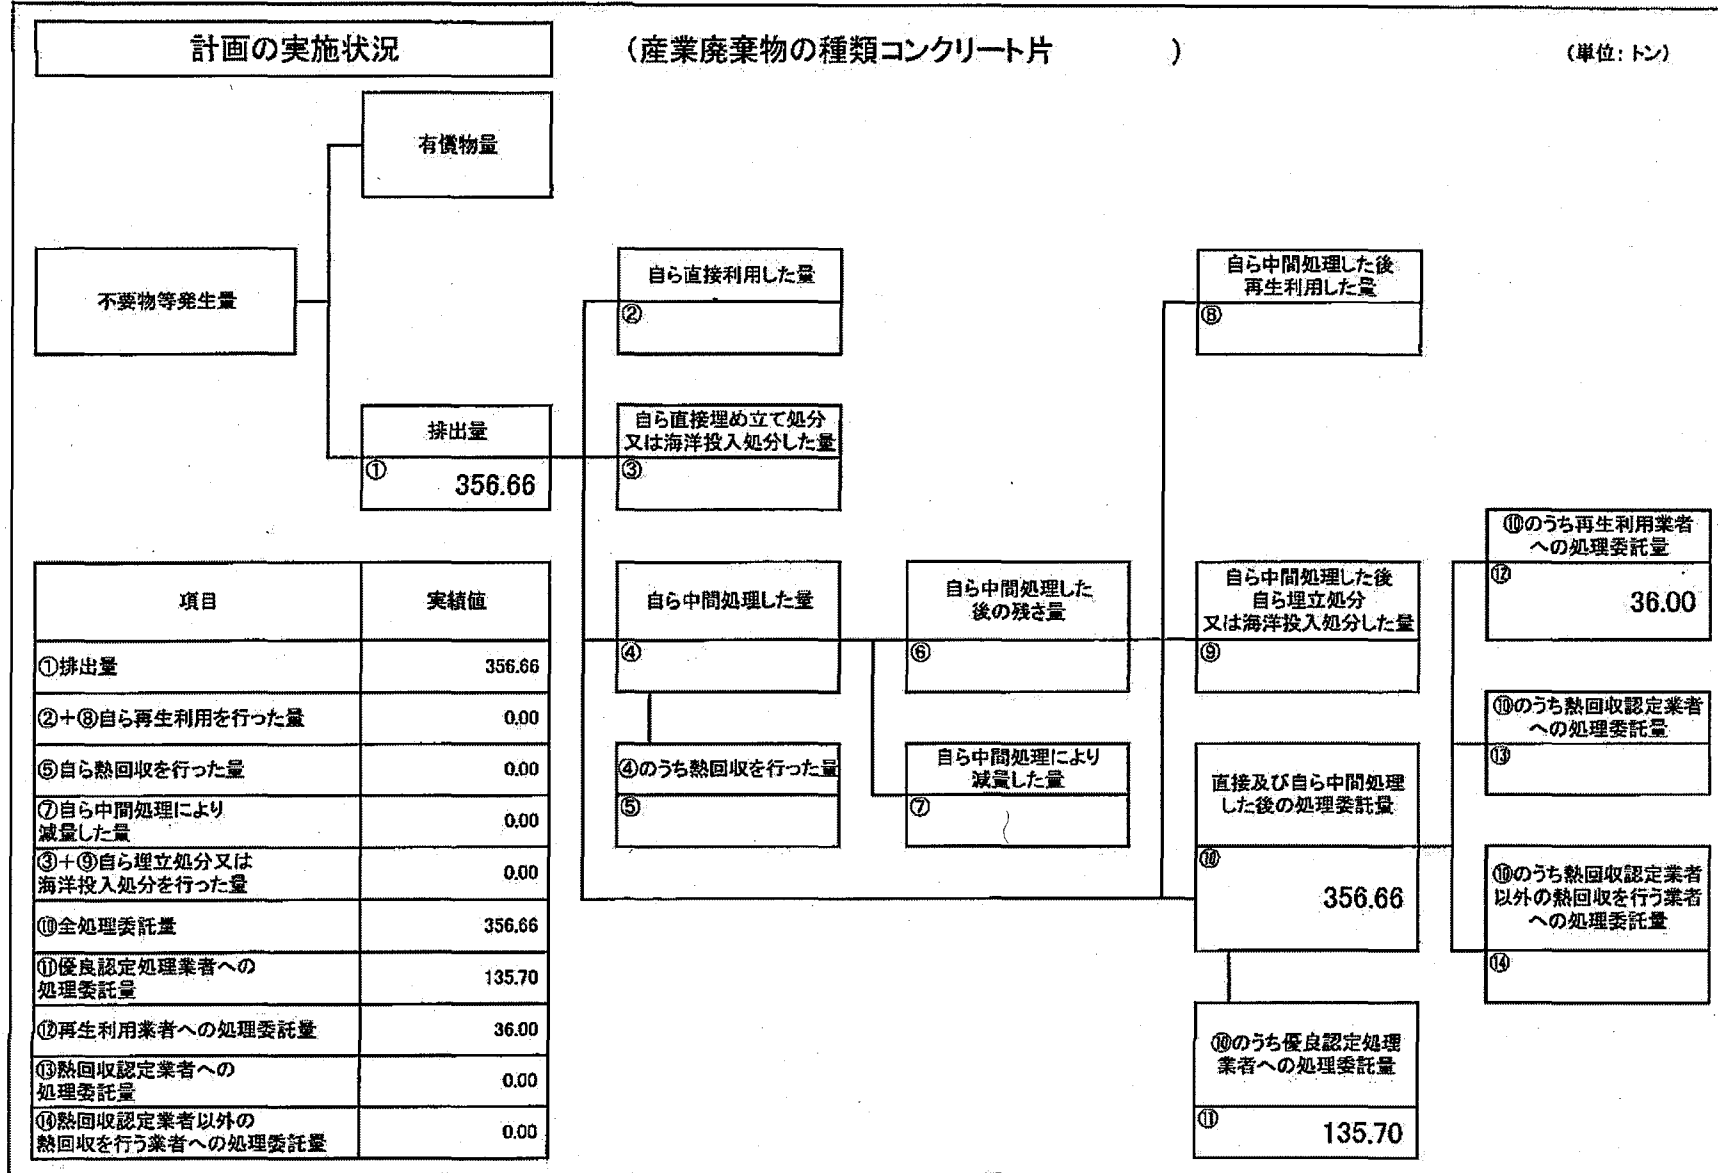 計画の実施状況
(産業廃棄物の種類コンクリート片　　　)
(単位:トン)
有償物量
不要物等発生量
自ら直接利用した量
②
自ら中間処理した後
再生利用した量
⑧
排出量
①
356.66
自ら直接埋め立て処分
又は海洋投入処分した量
③
⑩のうち再生利用業者
への処理委託量
⑫
36.00
自ら中間処理した量
④
自ら中間処理した
後の残さ量
⑥
自ら中間処理した後
自ら埋立処分
又は海洋投入処分した量
⑨
⑩のうち熱回収認定業者
への処理委託量
⑬
④のうち熱回収を行った量
⑤
自ら中間処理により
減量した量
⑦
直接及び自ら中間処理
した後の処理委託量
⑩
356.66
⑩のうち熱回収認定業者
以外の熱回収を行う業者
への処理委託量
⑭
⑩のうち優良認定処理
業者への処理委託量
⑪
135.70
項目 実績値
①排出量 356.66
②+⑧自ら再生利用を行った量 0.00
⑤自ら熱回収を行った量 0.00
⑦自ら中間処理により
減量した量 0.00
③+⑨自ら埋立処分又は
海洋投入処分を行った量 0.00
⑩全処理委託量 356.66
⑪優良認定処理業者への
処理委託量 135.70
⑫再生利用業者への処理委託量 36.00
⑬熱回収認定業者への
処理委託量 0.00
⑭熱回収認定業者以外の
熱回収を行う業者への処理委託量 0.00